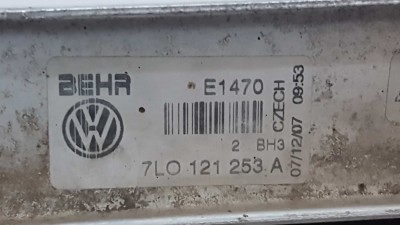 BEHR E1470
2 BH3
7L0 121 253 A
CZECH
07/12/07 09:53